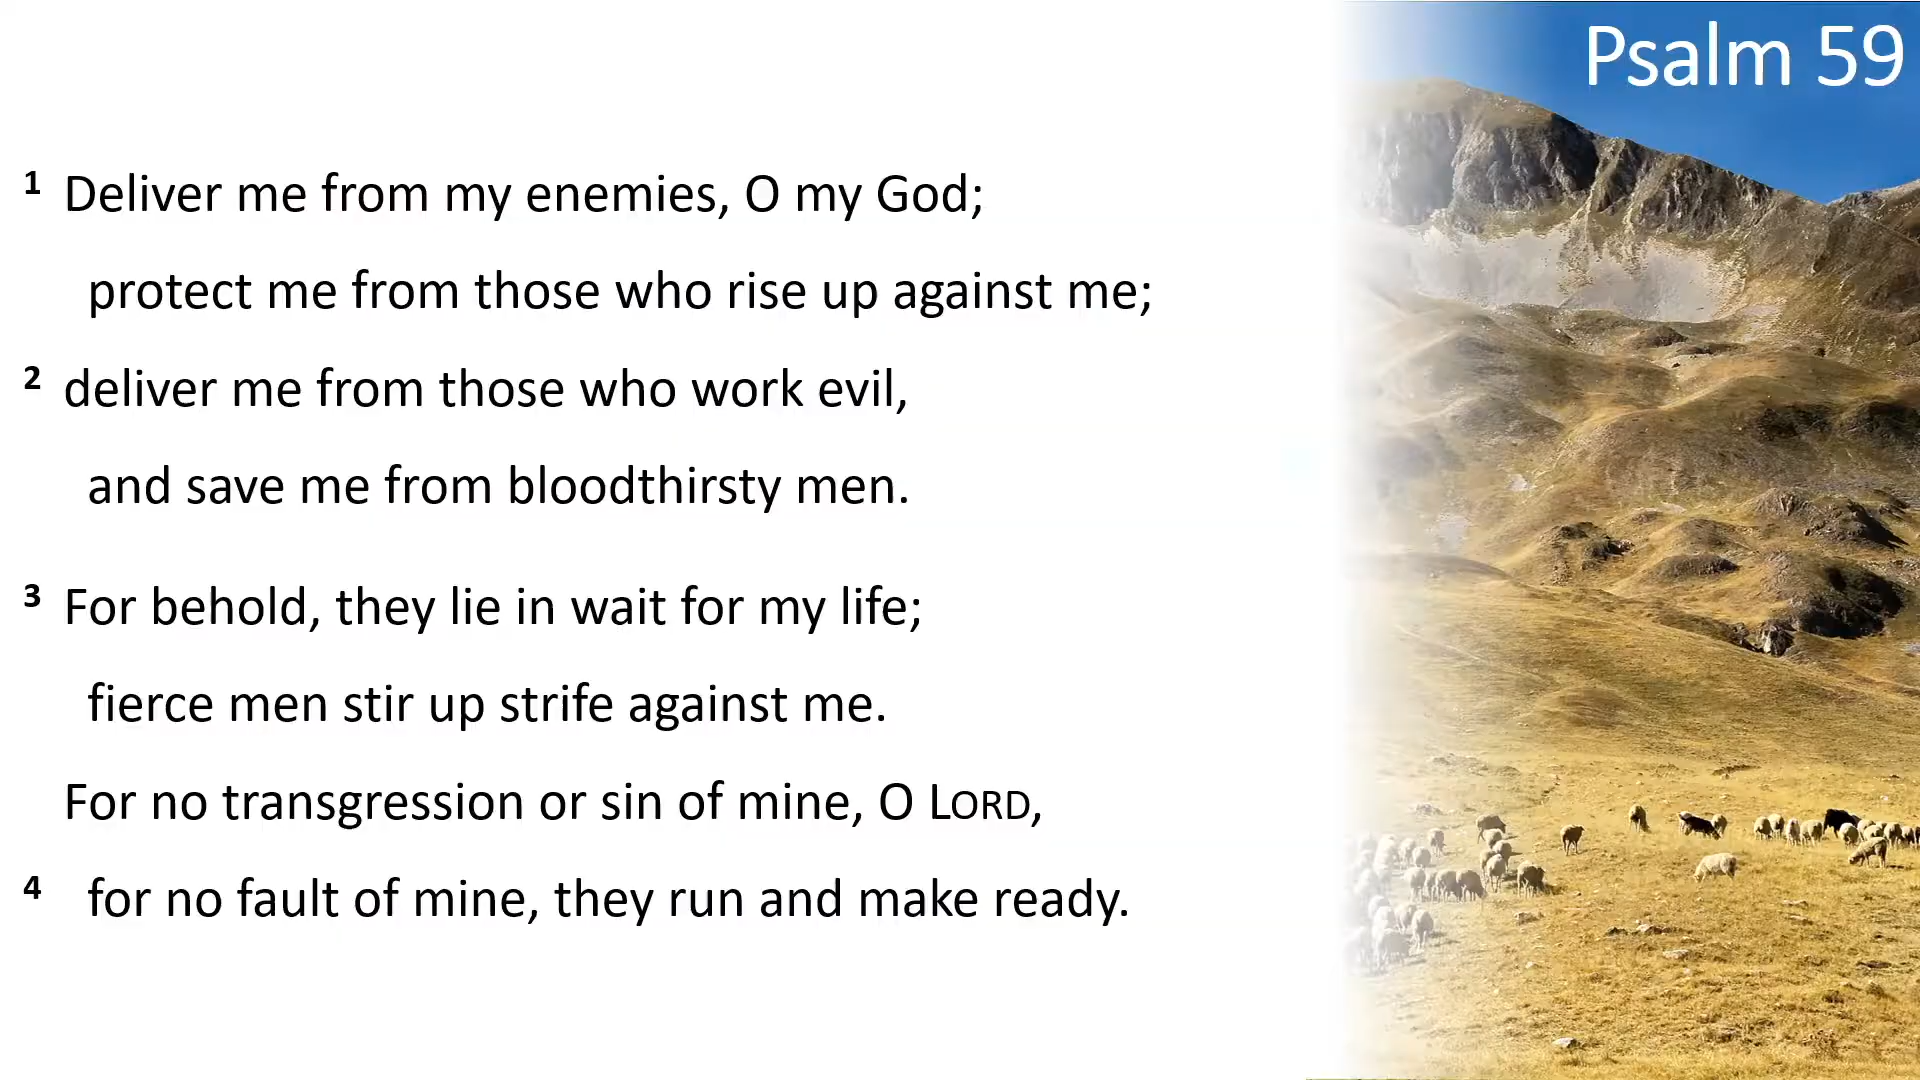 Psalm 59
1 Deliver me from my enemies, O my God;
protect me from those who rise up against me;
2 deliver me from those who work evil,
and save me from bloodthirsty men.
3 For behold, they lie in wait for my life;
fierce men stir up strife against me.
For no transgression or sin of mine, O LORD,
4 for no fault of mine, they run and make ready.